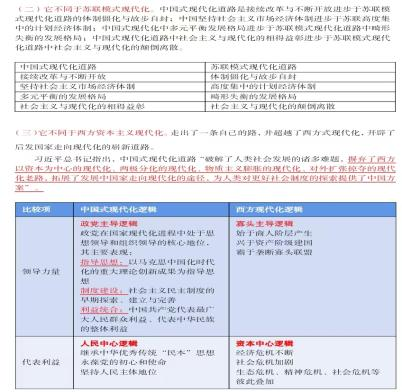 （二）它不同于苏联模式现代化。中国式现代化道路是接续改革与不断开放进步于苏联模
式现代化道路的体制僵化与故步自封；中国坚持社会主义市场经济体制进步于苏联高度集
中的计划经济体制；中国式现代化中多元平衡发展格局进步于苏联模式现代化道路中畸形
失衡的发展格局；中国式现代化道路中社会主义与现代化的相得益彰进步于苏联模式现代
化中社会主义与现代化的颠倒离散。
中国式现代化道路 苏联模式现代化道路
接续改革与不断开放 体制僵化与故步自封
坚持社会主义市场经济体制 高度集中的计划经济体制
多元平衡的发展格局 畸形失衡的发展格局
社会主义与现代化的相得益彰 社会主义与现代化的颠倒离散
（三）它不同于西方资本主义现代化。走出了一条自己的路，并超越了西方式现代化，开辟了
后发国家走向现代化的崭新道路。
习近平总书记指出，中国式现代化道路“破解了人类社会发展的诸多难题，摒弃了西方
以资本为中心的现代化、两极分化的现代化、物质主义膨胀的现代化、对外扩张掠夺的现代化
老路，拓展了发展中国家走向现代化的途径，为人类对更好社会制度的探索提供了中国方
案”。
比较项 中国式现代化逻辑 西方现代化逻辑
领导力量
政党主导逻辑
政党在国家现代化进程中处于思
想领导和组织领导的核心地位，
其主要表现：
指导思想：以马克思中国化时代
化的重大理论创新成果为指导思
想
制度建设：社会主义民主制度的
早期探索、建立与完善
利益统合：中国共产党代表最广
大人民群众利益、代表中华民族
的整体利益
寡头主导逻辑
始于商人阶层产生
兴于资产阶级建国
霸于垄断寡头联盟
代表利益
人民中心逻辑
继承中华优秀传统“民本”思想
永葆党的初心和使命
坚持人民主体地位
资本中心逻辑
经济危机不断
社会危机加剧
生态危机、精神危机、社会危机等
彼此叠加